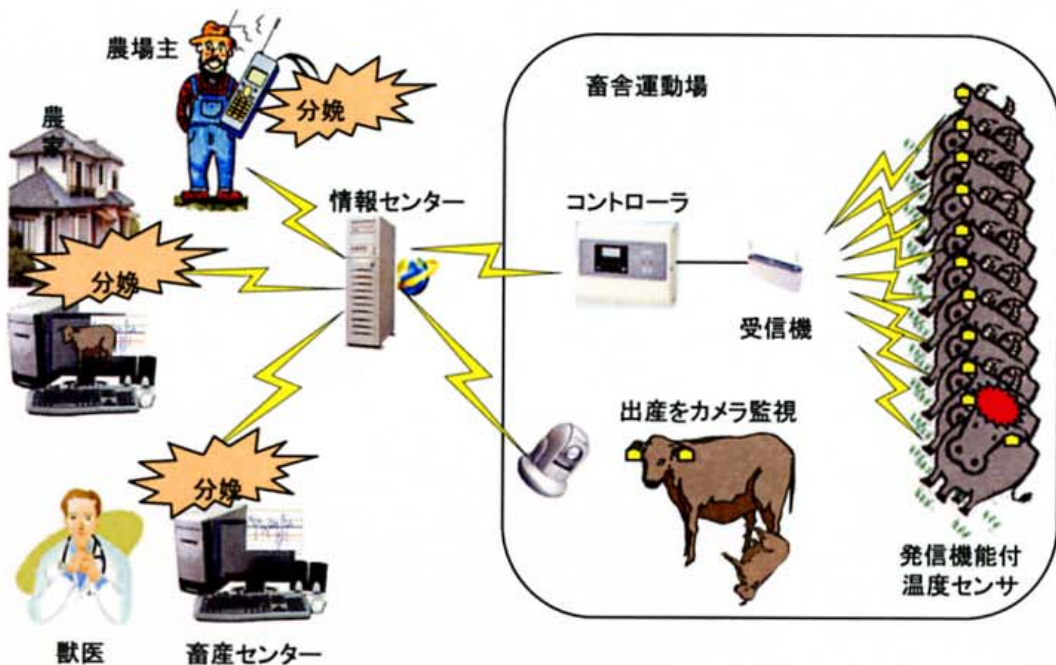 農場主
分娩
農家
畜舎運動場
情報センター
コントローラ
分娩
受信機
出産をカメラ監視
分娩
発信機能付
温度センサ
獣医
畜産センター